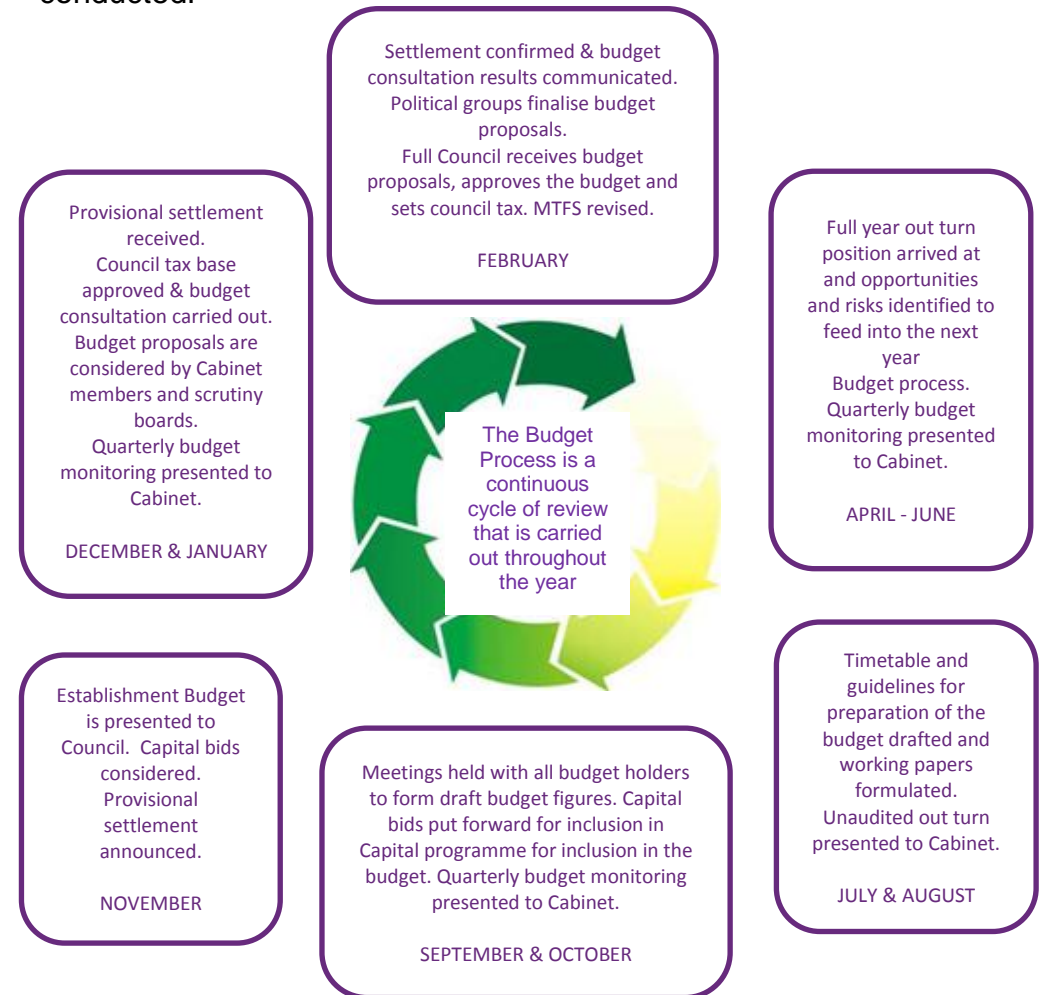 conducted.
Settlement confirmed & budget
consultation results communicated.
Political groups finalise budget
proposals.
Full Council receives budget
proposals, approves the budget and
sets council tax. MTFS revised.
FEBRUARY
Provisional settlement
received.
Council tax base
approved & budget
consultation carried out.
Budget proposals are
considered by Cabinet
members and scrutiny
boards.
Quarterly budget
monitoring presented to
Cabinet.
DECEMBER & JANUARY
Full year out turn
position arrived at
and opportunities
and risks identified to
feed into the next
year
Budget process.
Quarterly budget
monitoring presented
to Cabinet.
APRIL - JUNE
The Budget
Process is a
continuous
cycle of review
that is carried
out throughout
the year
Establishment Budget
is presented to
Council. Capital bids
considered.
Provisional
settlement
announced.
NOVEMBER
Meetings held with all budget holders
to form draft budget figures. Capital
bids put forward for inclusion in
Capital programme for inclusion in the
budget. Quarterly budget monitoring
presented to Cabinet.
SEPTEMBER & OCTOBER
Timetable and
guidelines for
preparation of the
budget drafted and
working papers
formulated.
Unaudited out turn
presented to Cabinet.
JULY & AUGUST